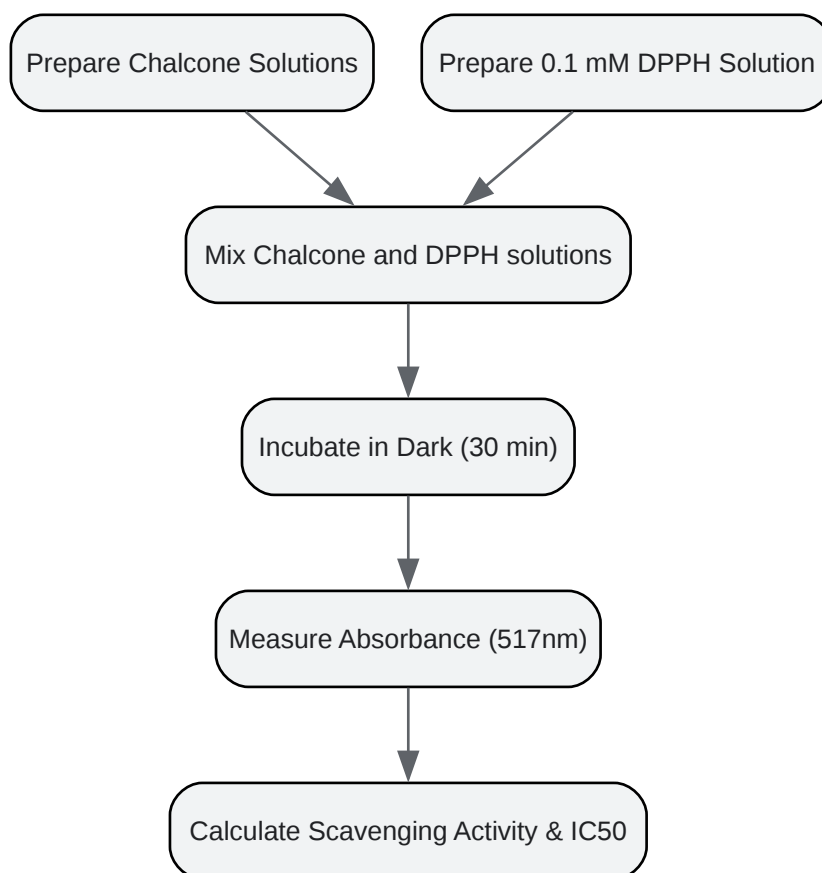 Prepare Chalcone Solutions
Prepare 0.1 mM DPPH Solution
Mix Chalcone and DPPH solutions
Incubate in Dark (30 min)
Measure Absorbance (517nm)
Calculate Scavenging Activity & IC50